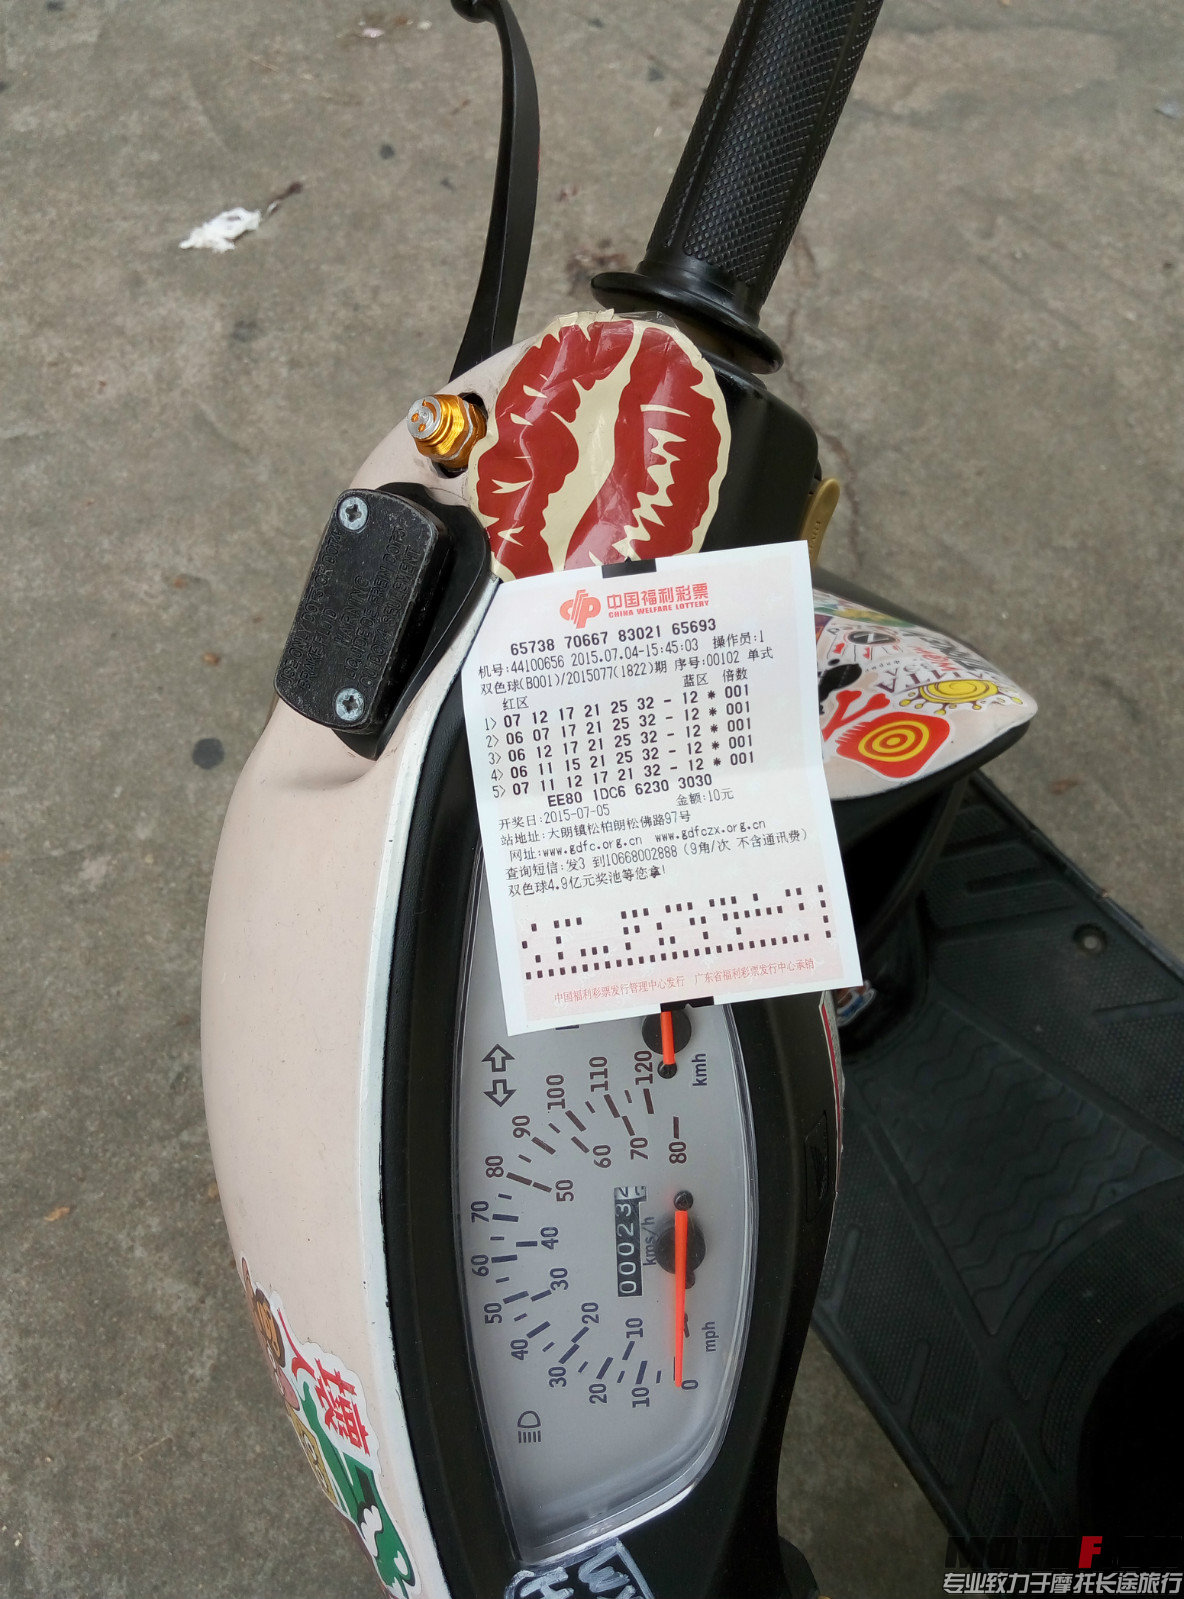 中国福利彩票
CHINA WELFARE LOTTERY
65738 70667 83021 65693
机号:44100656 2015.07.04-15:45:03 操作员:1
双色球(B001)/2015077(1822)期 序号:00102 单式
红区 蓝区 倍数
1> 07 12 17 21 25 32 - 12 * 001
2> 06 07 17 21 25 32 - 12 * 001
3> 06 12 17 21 25 32 - 12 * 001
4> 06 11 15 21 25 32 - 12 * 001
5> 07 11 12 17 21 32 - 12 * 001
EE80 1DC6 6230 3030
开奖日:2015-07-05 金额:10元
站地址:大朗镇松柏朗松佛路97号
网址:www.gdfc.org.cn www.gdfczx.org.cn
查询短信:发3 到10668002888 (9角/次 不含通讯费)
双色球4.9亿元奖池等您拿!
中国福利彩票发行管理中心发行 广东省福利彩票发行中心承销
10 20 30 40 50 60 70 80 90 100 110 120
kmh
0 10 20 30 40 50 60 70 80
mph
00023
kms/h
专业致力于摩托长途旅行